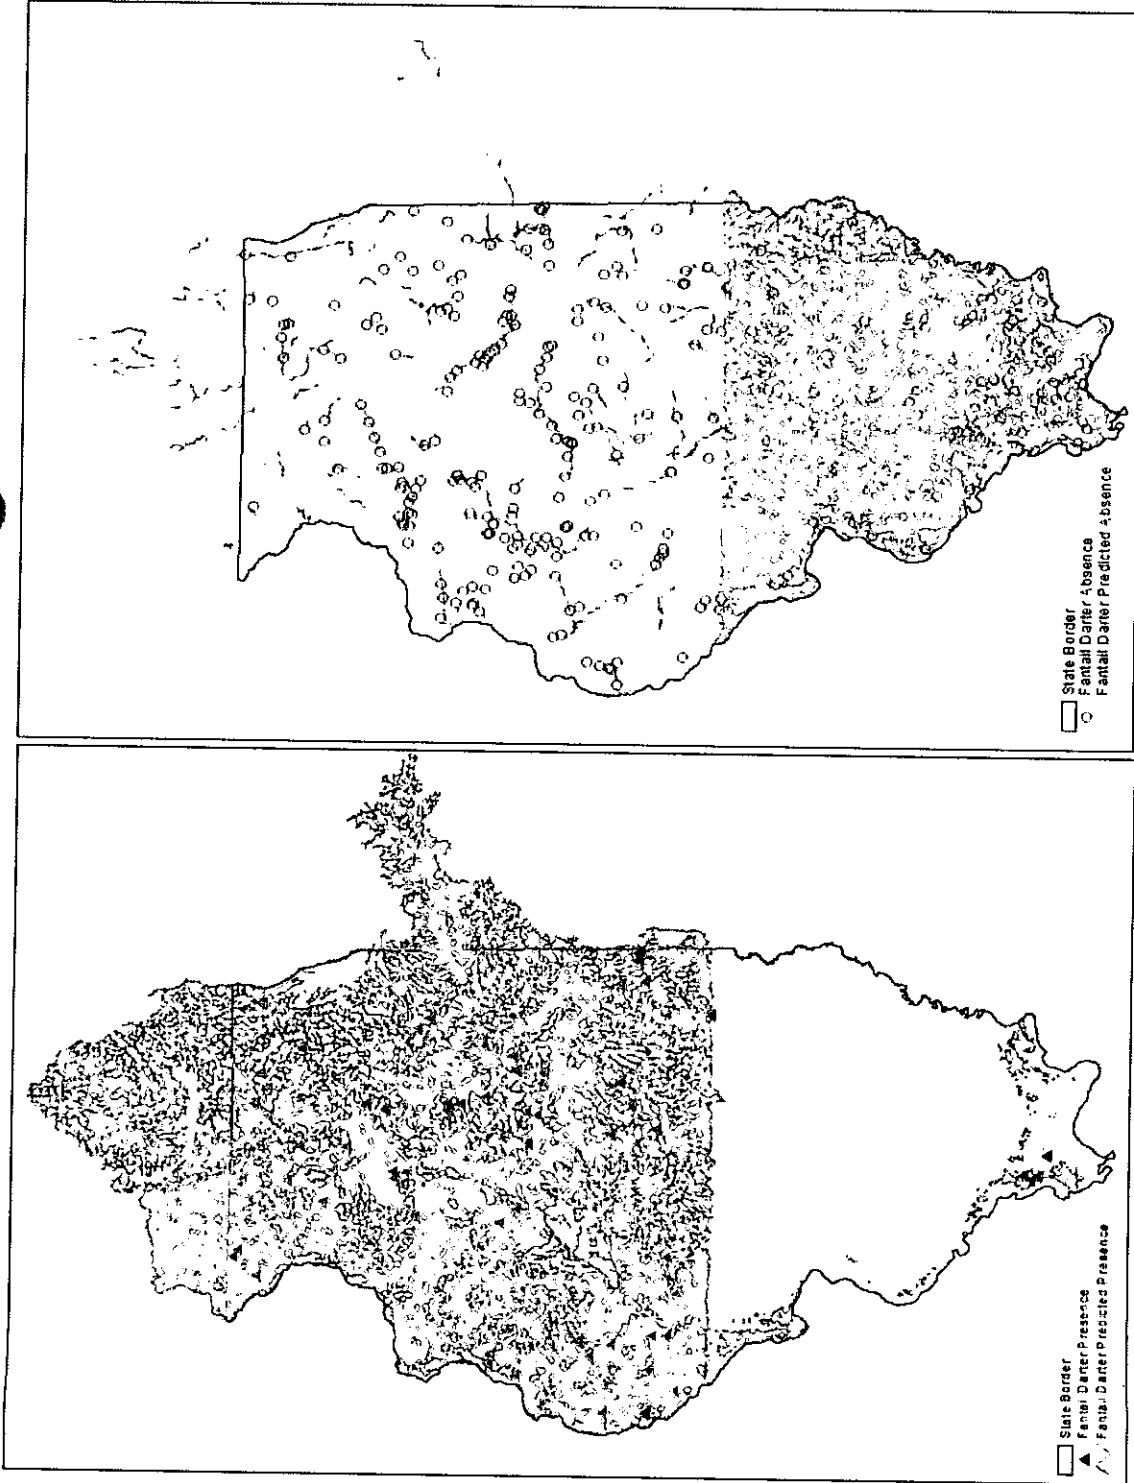 State Border
Fantail Darter Absence
Fantail Darter Predicted Absence
State Border
Fantail Darter Presence
Fantail Darter Predicted Presence